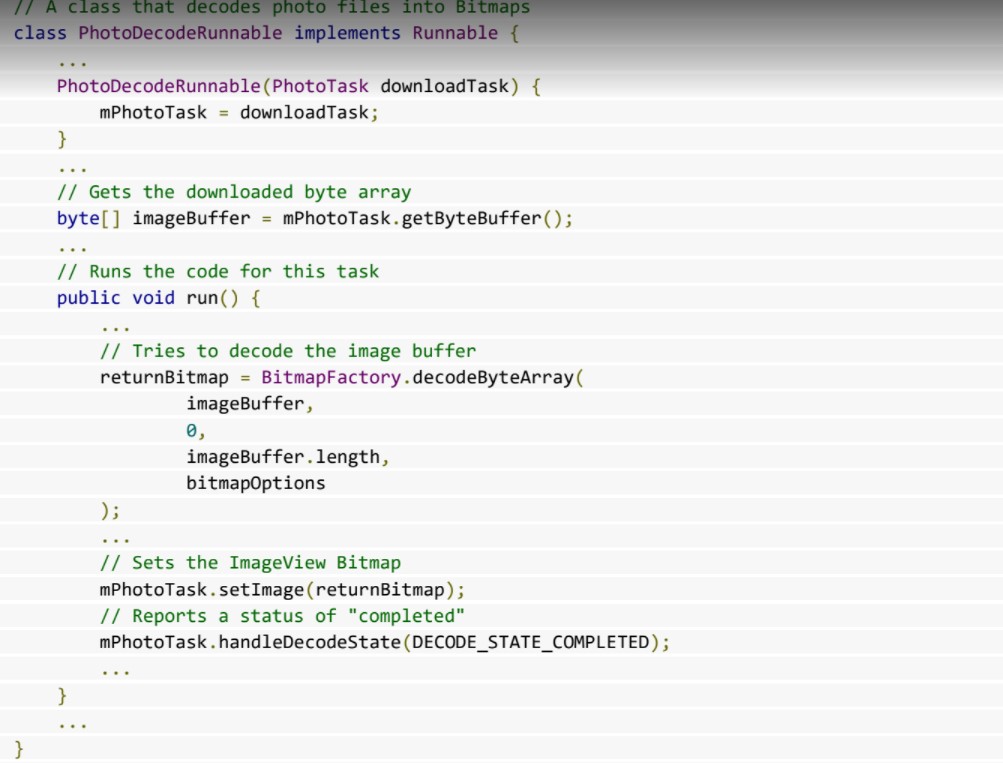 // A class that decodes photo files into Bitmaps
class PhotoDecodeRunnable implements Runnable {
    ...
    PhotoDecodeRunnable(PhotoTask downloadTask) {
        mPhotoTask = downloadTask;
    }
    ...
    // Gets the downloaded byte array
    byte[] imageBuffer = mPhotoTask.getByteBuffer();
    ...
    // Runs the code for this task
    public void run() {
        ...
        // Tries to decode the image buffer
        returnBitmap = BitmapFactory.decodeByteArray(
                imageBuffer,
                0,
                imageBuffer.length,
                bitmapOptions
        );
        ...
        // Sets the ImageView Bitmap
        mPhotoTask.setImage(returnBitmap);
        // Reports a status of "completed"
        mPhotoTask.handleDecodeState(DECODE_STATE_COMPLETED);
        ...
    }
    ...
}